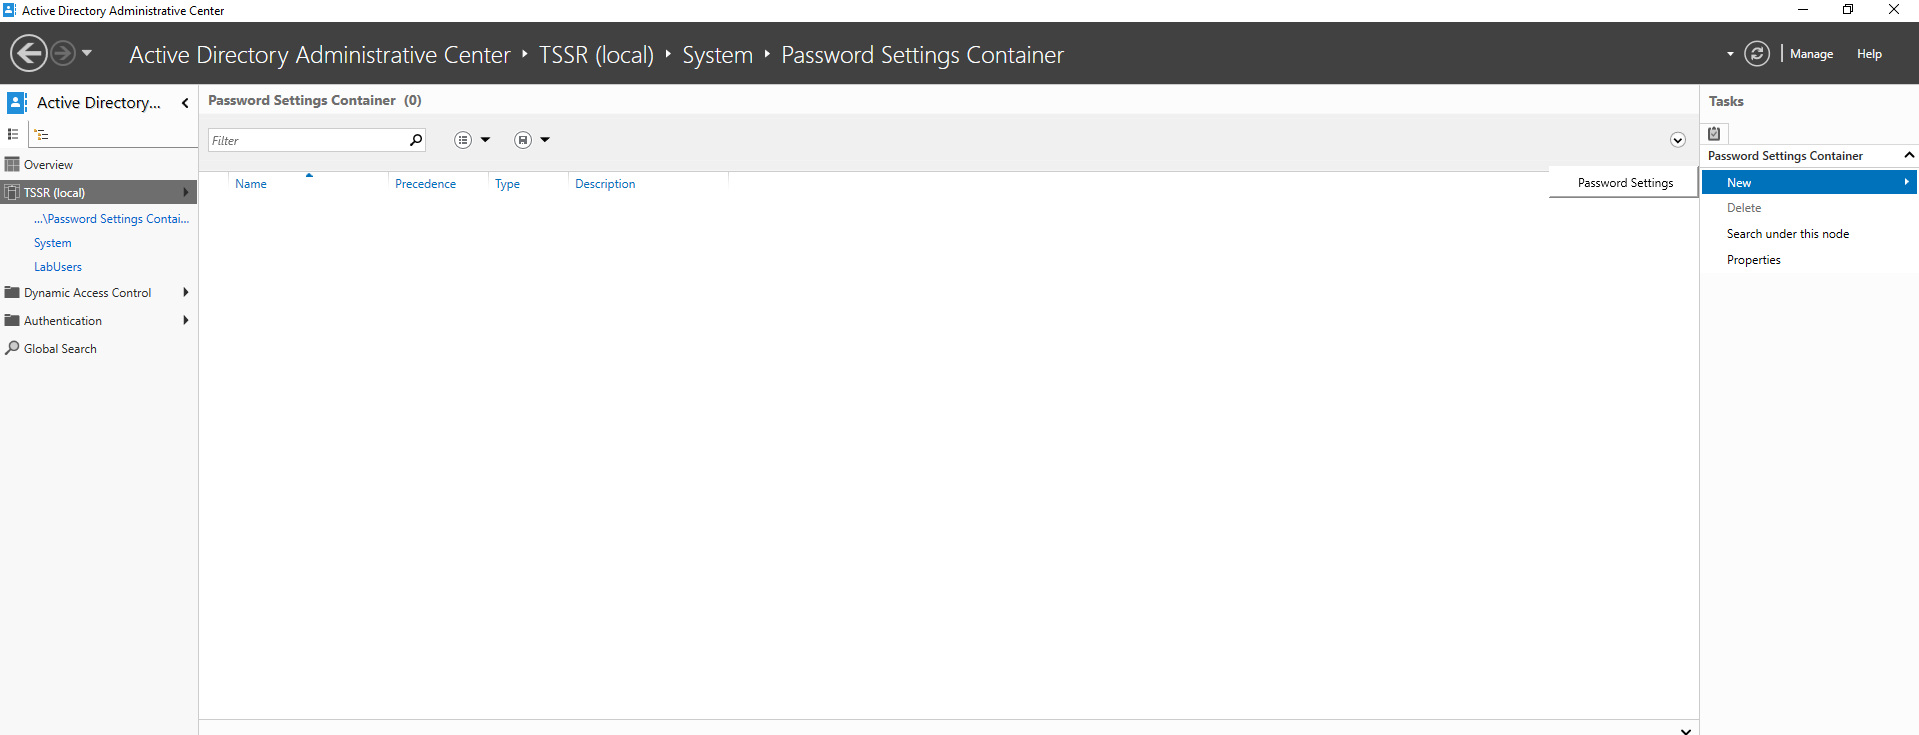 Active Directory Administrative Center
Active Directory Administrative Center TSSR (local) System Password Settings Container
Manage
Help
Active Directory...
Overview
TSSR (local)
...\Password Settings Contai...
System
LabUsers
Dynamic Access Control
Authentication
Global Search
Password Settings Container (0)
Filter
Name Precedence Type Description
Password Settings
Tasks
Password Settings Container
New
Delete
Search under this node
Properties